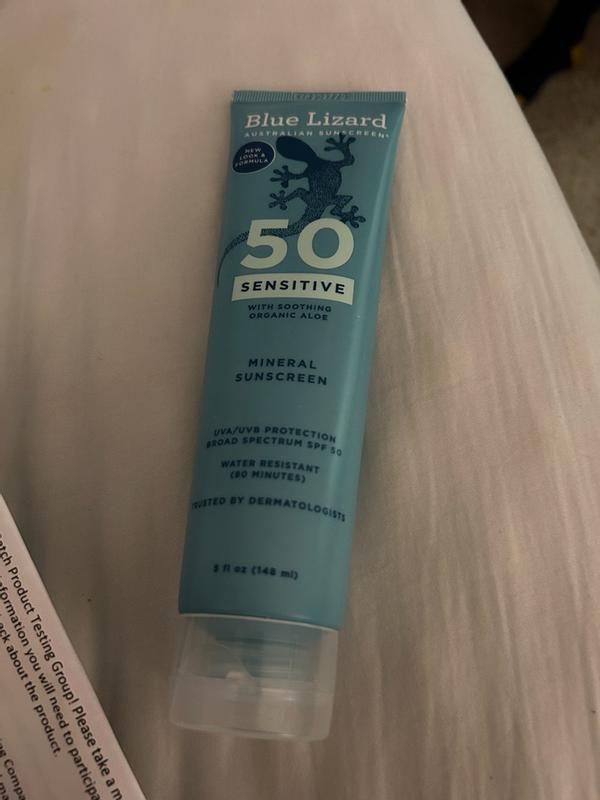 Blue Lizard
AUSTRALIAN SUNSCREEN
NEW
LOOK &
FORMULA
50
SENSITIVE
WITH SOOTHING
ORGANIC ALOE
MINERAL
SUNSCREEN
UVA/UVB PROTECTION
BROAD SPECTRUM SPF 50
WATER RESISTANT
(80 MINUTES)
TRUSTED BY DERMATOLOGISTS
5 fl oz (148 ml)
Product Testing Group! Please take a
information you will need to
about the product.